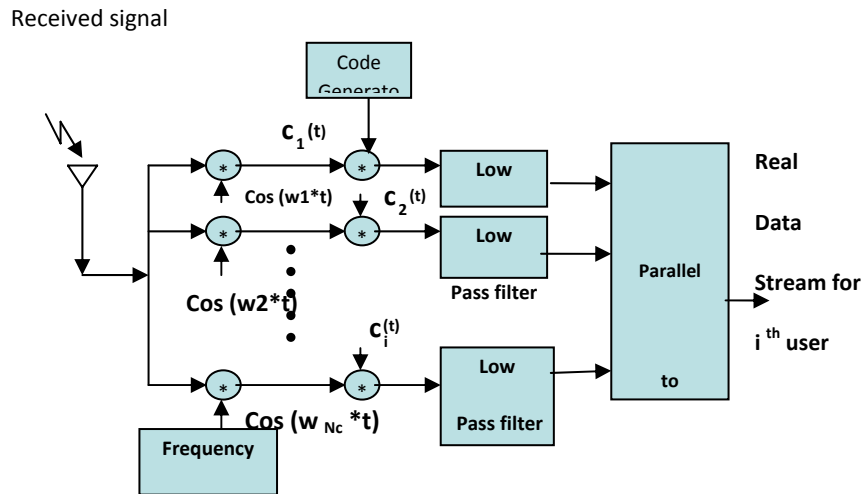 Received signal
Code
Generato
c₁(t)
*
*
Cos (w1*t)
c₂(t)
*
*
Cos (w2*t)
cᵢ(t)
*
*
Cos (w Nc *t)
Frequency
Low
Low
Pass filter
Low
Pass filter
Parallel
to
Real
Data
Stream for
i th user